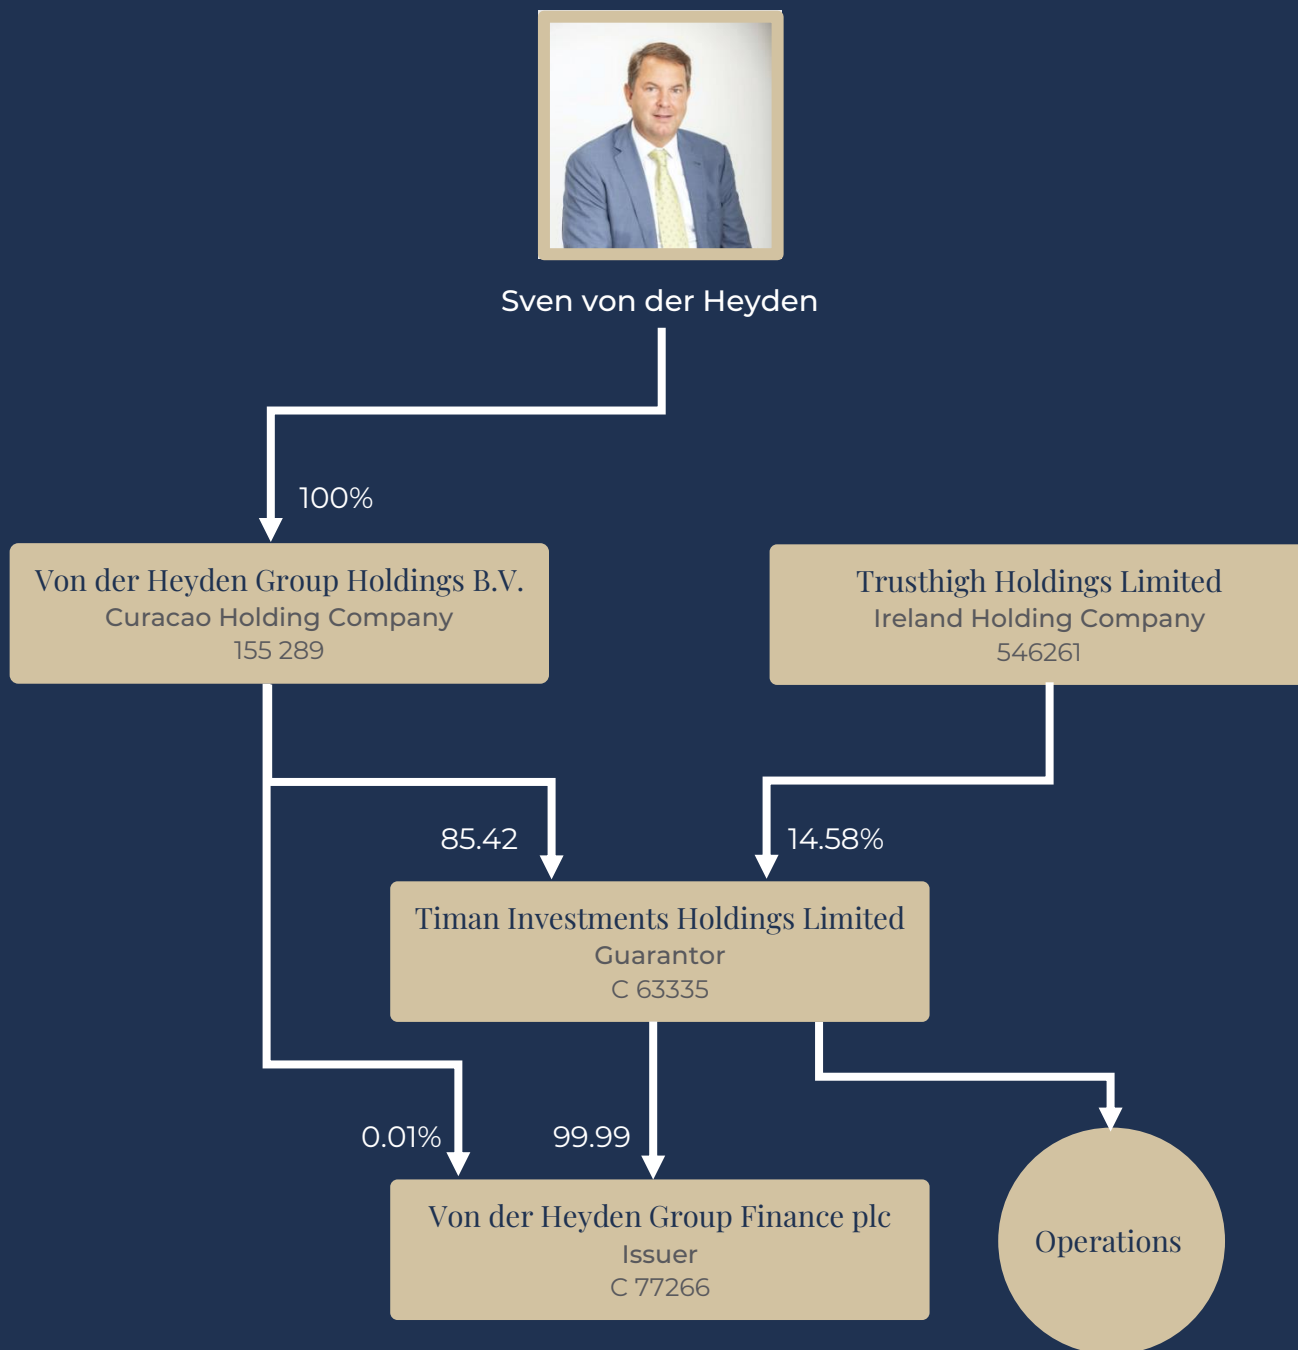 Sven von der Heyden
100%
Von der Heyden Group Holdings B.V.
Curacao Holding Company
155 289
Trusthigh Holdings Limited
Ireland Holding Company
546261
85.42
14.58%
Timan Investments Holdings Limited
Guarantor
C 63335
0.01%
99.99
Von der Heyden Group Finance plc
Issuer
C 77266
Operations